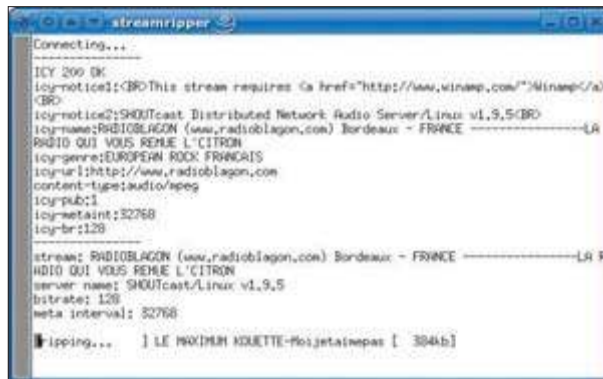 streamripper
Connecting...
----------------
ICY 200 OK
icy-notice1:<BR>This stream requires <a href="http://www.winamp.com/">Winamp</a>
<BR>
icy-notice2:SHOUTcast Distributed Network Audio Server/Linux v1.9.5<BR>
icy-name:RADIOBLAGON (www.radioblagon.com) Bordeaux - FRANCE ----------------LA
RADIO QUI VOUS REMUE L'CITRON
icy-genre:EUROPEAN ROCK FRANCAIS
icy-url:http://www.radioblagon.com
content-type:audio/mpeg
icy-pub:1
icy-metaint:32768
icy-br:128
----------------
stream: RADIOBLAGON (www.radioblagon.com) Bordeaux - FRANCE ----------------LA R
ADIO QUI VOUS REMUE L'CITRON
server name: SHOUTcast/Linux v1.9.5
bitrate: 128
meta interval: 32768
ripping... ] LE MAXIMUM KOUETTE-Moijetaimepas [ 384kb]